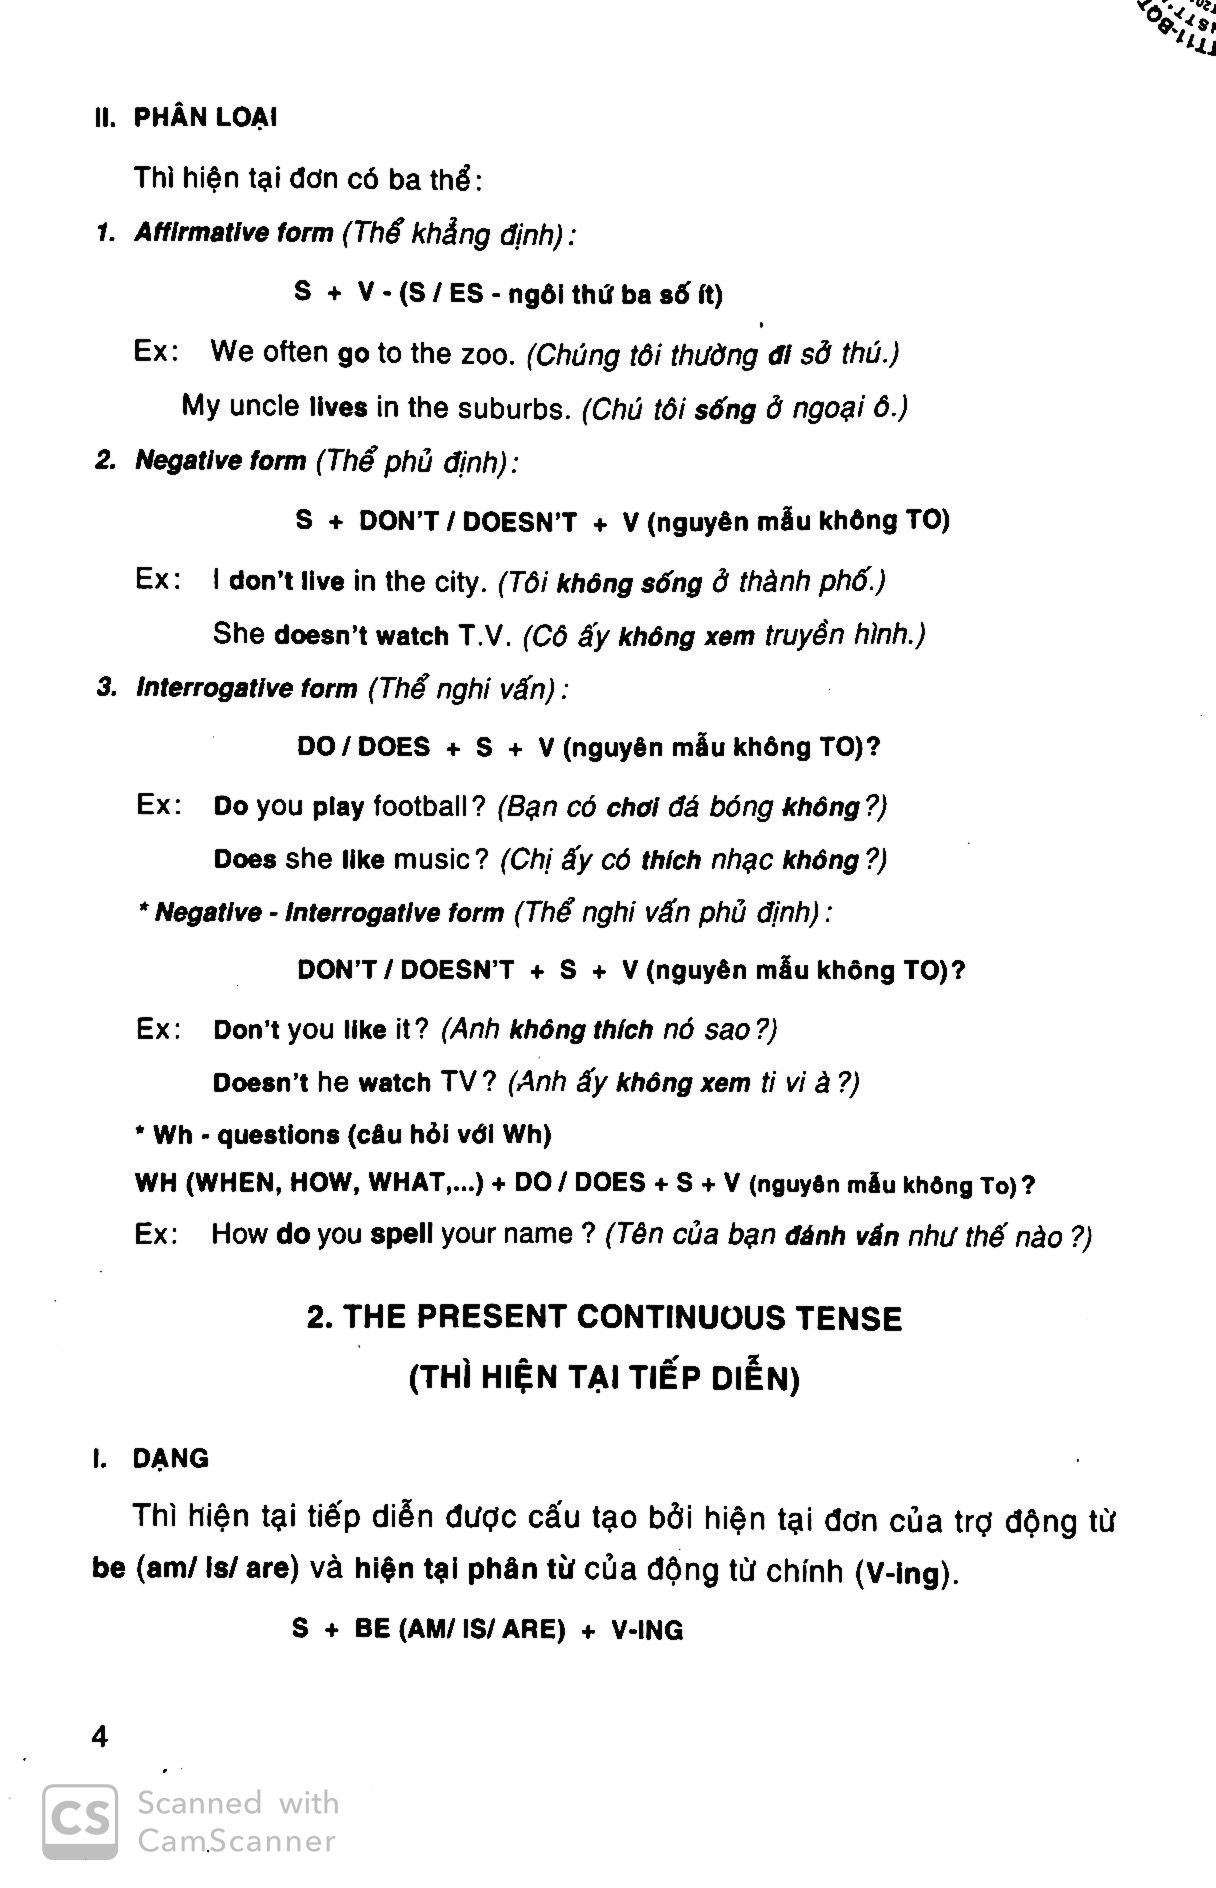 II. PHÂN LOẠI
Thì hiện tại đơn có ba thể:
1. Affirmative form (Thể khẳng định):
S + V - (S / ES - ngôi thứ ba số ít)
Ex: We often go to the zoo. (Chúng tôi thường đi sở thú.)
My uncle lives in the suburbs. (Chú tôi sống ở ngoại ô.)
2. Negative form (Thể phủ định):
S + DON'T / DOESN'T + V (nguyên mẫu không TO)
Ex: I don't live in the city. (Tôi không sống ở thành phố.)
She doesn't watch T.V. (Cô ấy không xem truyền hình.)
3. Interrogative form (Thể nghi vấn):
DO / DOES + S + V (nguyên mẫu không TO)?
Ex: Do you play football? (Bạn có chơi đá bóng không?)
Does she like music? (Chị ấy có thích nhạc không?)
* Negative - Interrogative form (Thể nghi vấn phủ định):
DON'T / DOESN'T + S + V (nguyên mẫu không TO)?
Ex: Don't you like it? (Anh không thích nó sao?)
Doesn't he watch TV? (Anh ấy không xem ti vi à?)
* Wh - questions (câu hỏi với Wh)
WH (WHEN, HOW, WHAT,...) + DO / DOES + S + V (nguyên mẫu không To)?
Ex: How do you spell your name ? (Tên của bạn đánh vần như thế nào ?)
2. THE PRESENT CONTINUOUS TENSE
(THÌ HIỆN TẠI TIẾP DIỄN)
I. DẠNG
Thì hiện tại tiếp diễn được cấu tạo bởi hiện tại đơn của trợ động từ
be (am/ is/ are) và hiện tại phân từ của động từ chính (V-ing).
S + BE (AM/ IS/ ARE) + V-ING
4
CS Scanned with
CamScanner